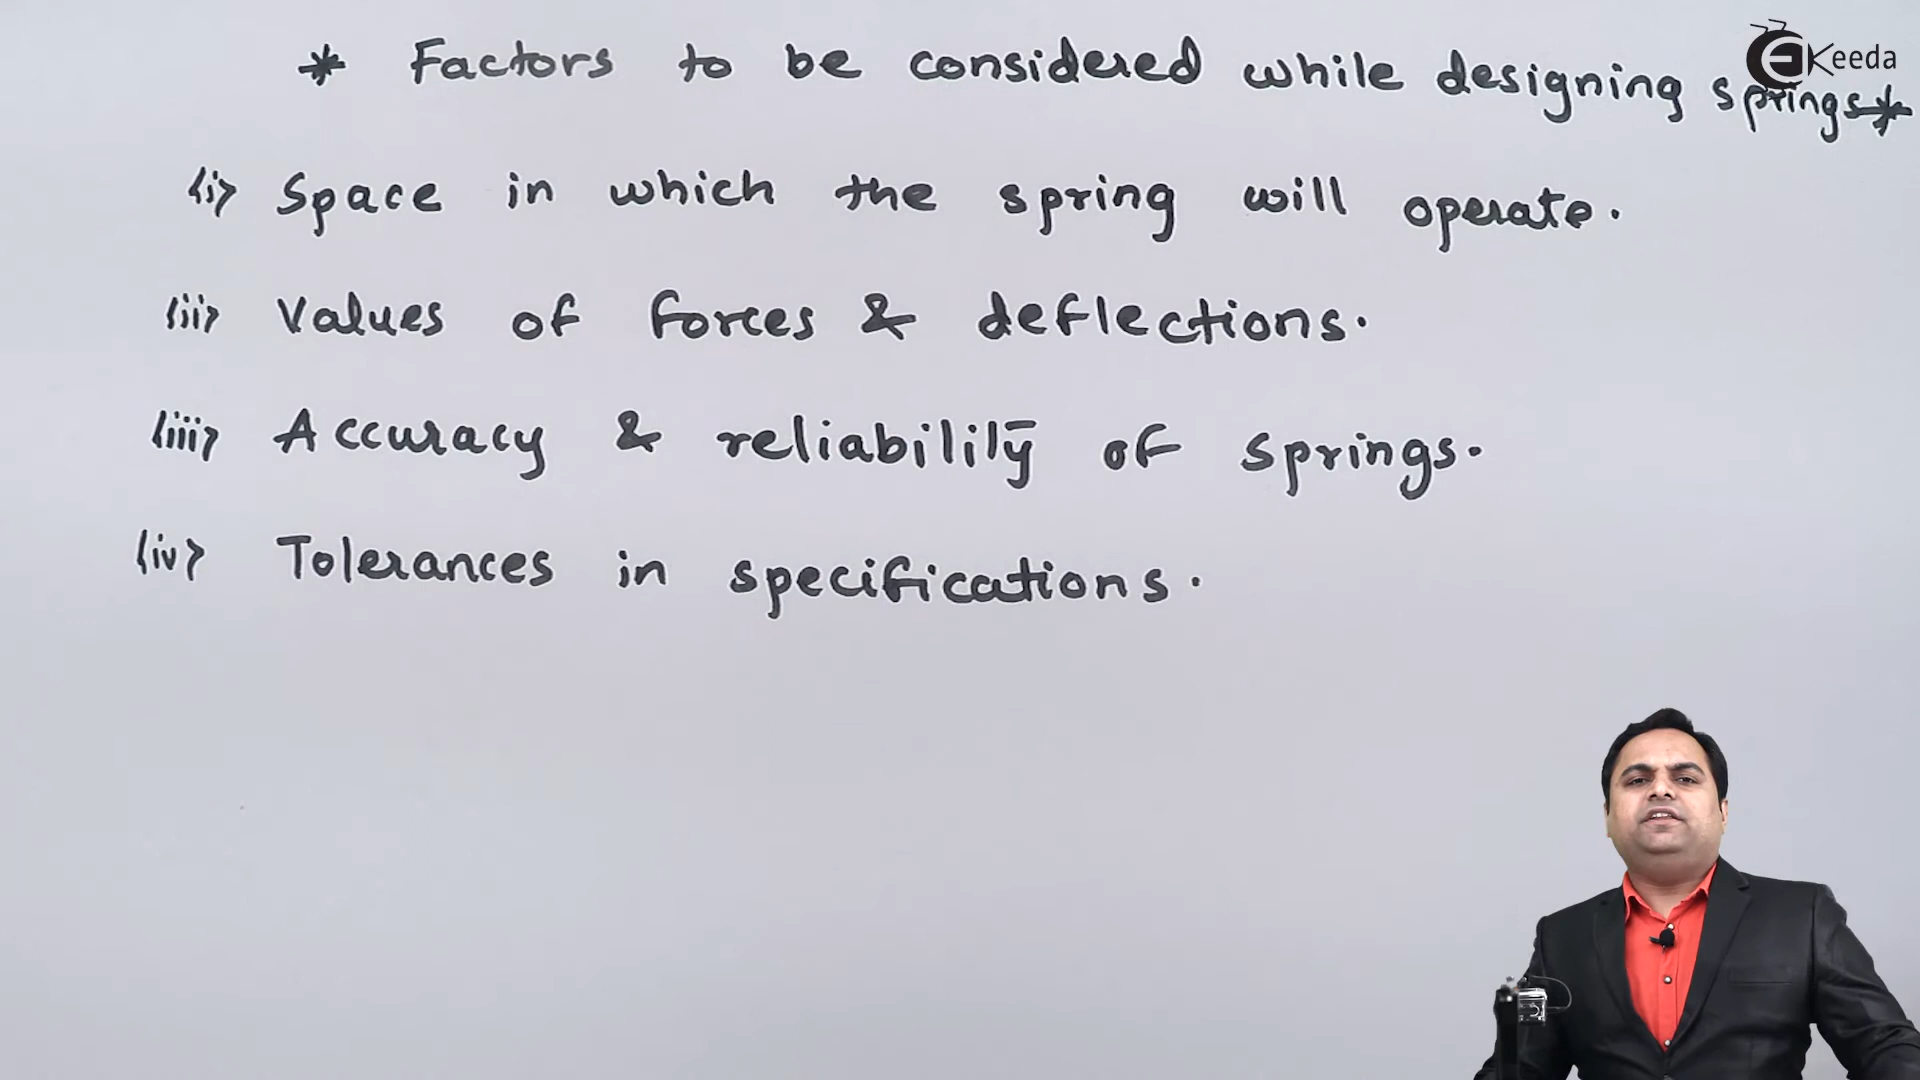 EKeeda
* Factors to be considered while designing springs *
(i) Space in which the spring will operate.
(ii) Values of forces & deflections.
(iii) Accuracy & reliability of springs.
(iv) Tolerances in specifications.